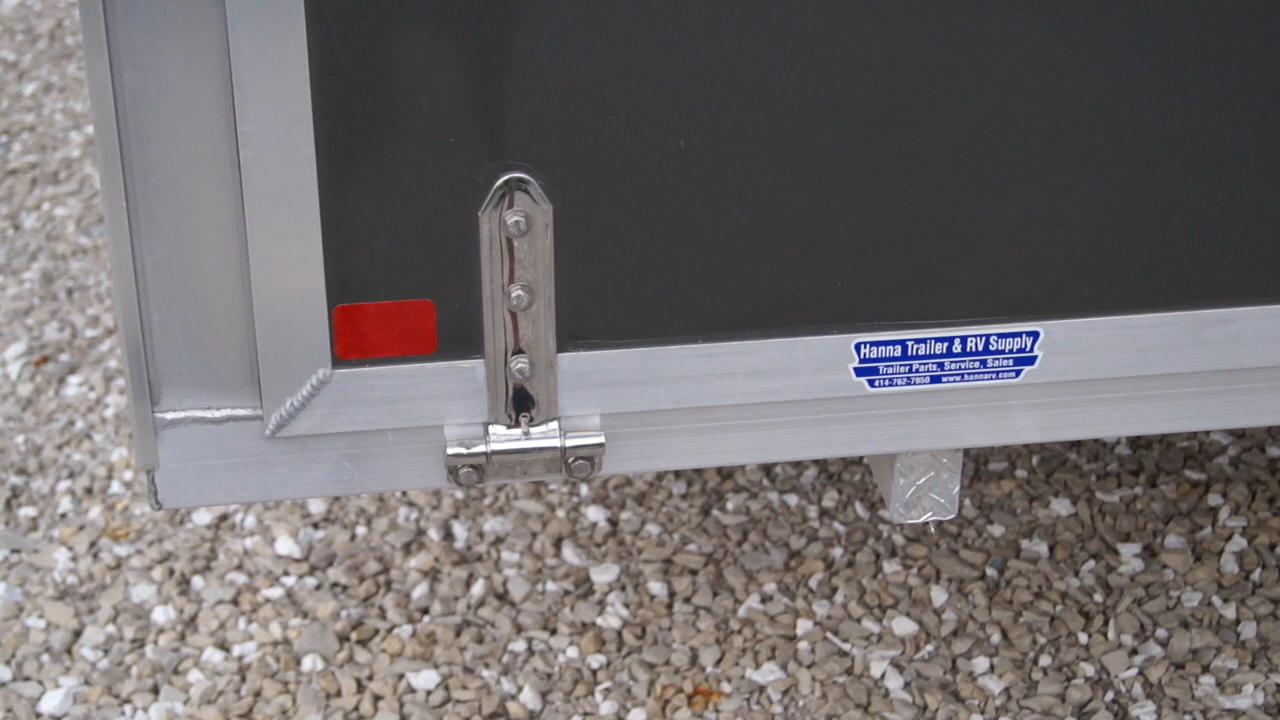 Hanna Trailer & RV Supply
Trailer Parts, Service, Sales
414-762-7950 www.hannarv.com